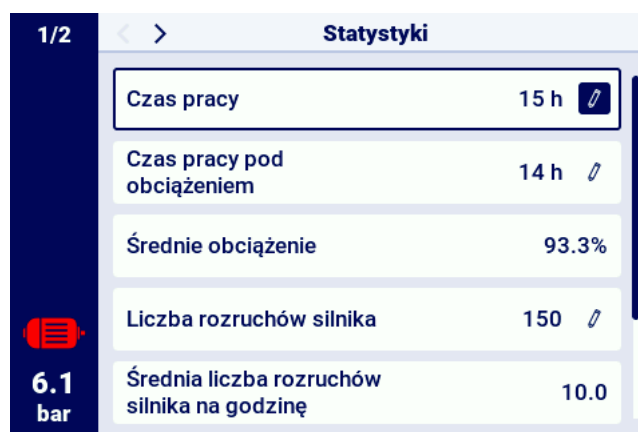 1/2
Statystyki
Czas pracy
15 h
Czas pracy pod
obciążeniem
14 h
Średnie obciążenie
93.3%
Liczba rozruchów silnika
150
Średnia liczba rozruchów
silnika na godzinę
10.0
6.1
bar